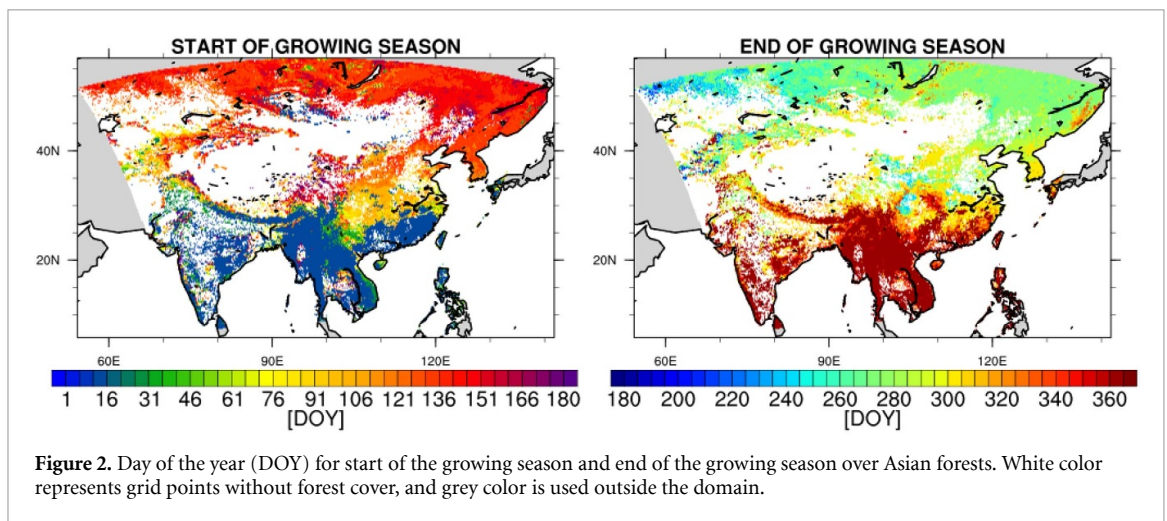 START OF GROWING SEASON
END OF GROWING SEASON
40N
20N
60E 90E 120E
1 16 31 46 61 76 91 106 121 136 151 166 180
[DOY]
40N
20N
60E 90E 120E
180 200 220 240 260 280 300 320 340 360
[DOY]
Figure 2. Day of the year (DOY) for start of the growing season and end of the growing season over Asian forests. White color
represents grid points without forest cover, and grey color is used outside the domain.